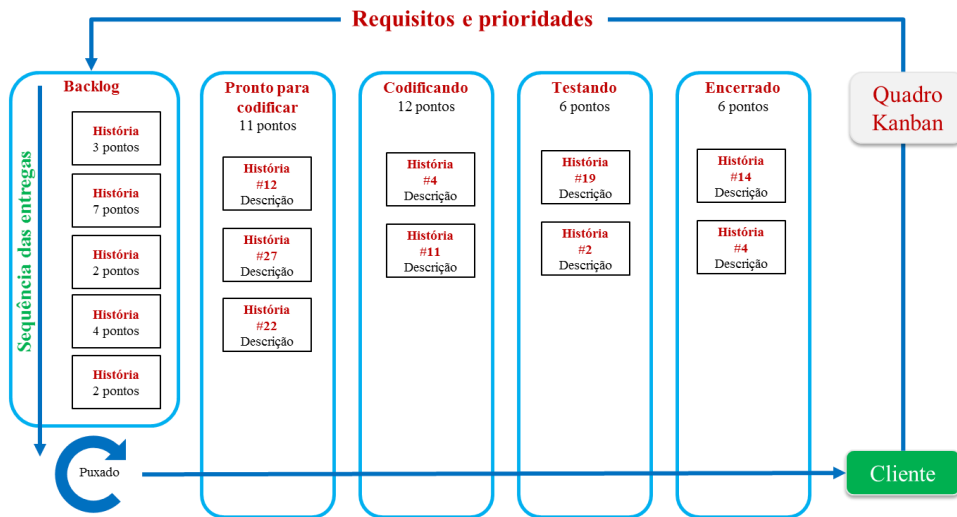 Requisitos e prioridades
Sequência das entregas
Backlog
História
3 pontos
História
7 pontos
História
2 pontos
História
4 pontos
História
2 pontos
Pronto para
codificar
11 pontos
História
#12
Descrição
História
#27
Descrição
História
#22
Descrição
Codificando
12 pontos
História
#4
Descrição
História
#11
Descrição
Testando
6 pontos
História
#19
Descrição
História
#2
Descrição
Encerrado
6 pontos
História
#14
Descrição
História
#4
Descrição
Quadro
Kanban
Puxado
Cliente